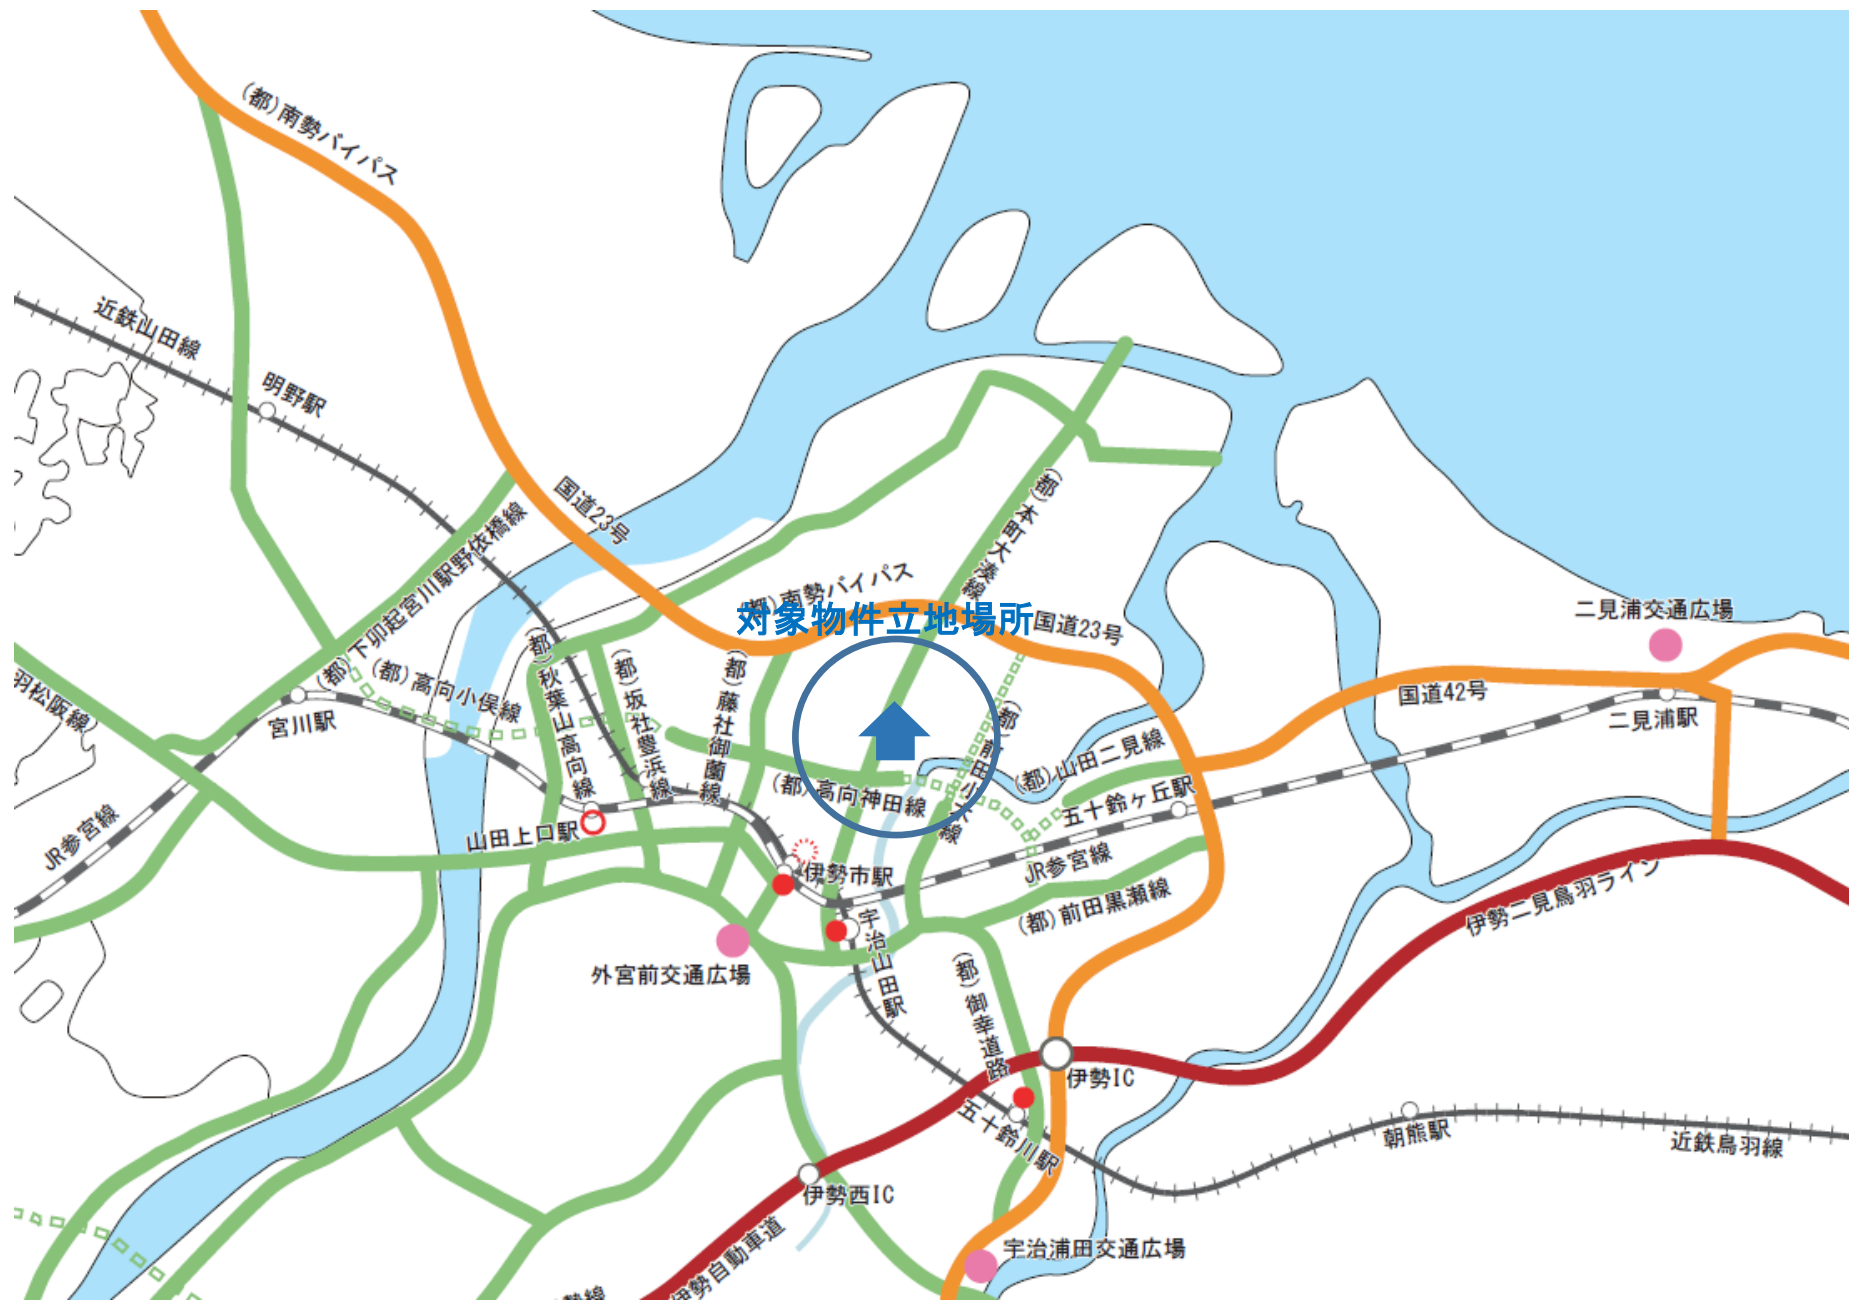 (都)南勢バイパス
近鉄山田線
明野駅
国道23号
(都)本町大湊線
(都)下卯起宮川駅野依橋線
(都)南勢バイパス
対象物件立地場所
国道23号
二見浦交通広場
(都)高向小俣線
(都)秋葉山高向線
(都)坂社豊浜線
(都)藤社御薗線
羽松阪線
宮川駅
国道42号
二見浦駅
(都)山田二見線
(都)高向神田線
五十鈴ヶ丘駅
JR参宮線
山田上口駅
伊勢市駅
JR参宮線
(都)前田黒瀬線
伊勢二見鳥羽ライン
宇治山田駅
外宮前交通広場
(都)御幸道路
伊勢IC
五十鈴川駅
朝熊駅
近鉄鳥羽線
伊勢西IC
伊勢自動車道
宇治浦田交通広場